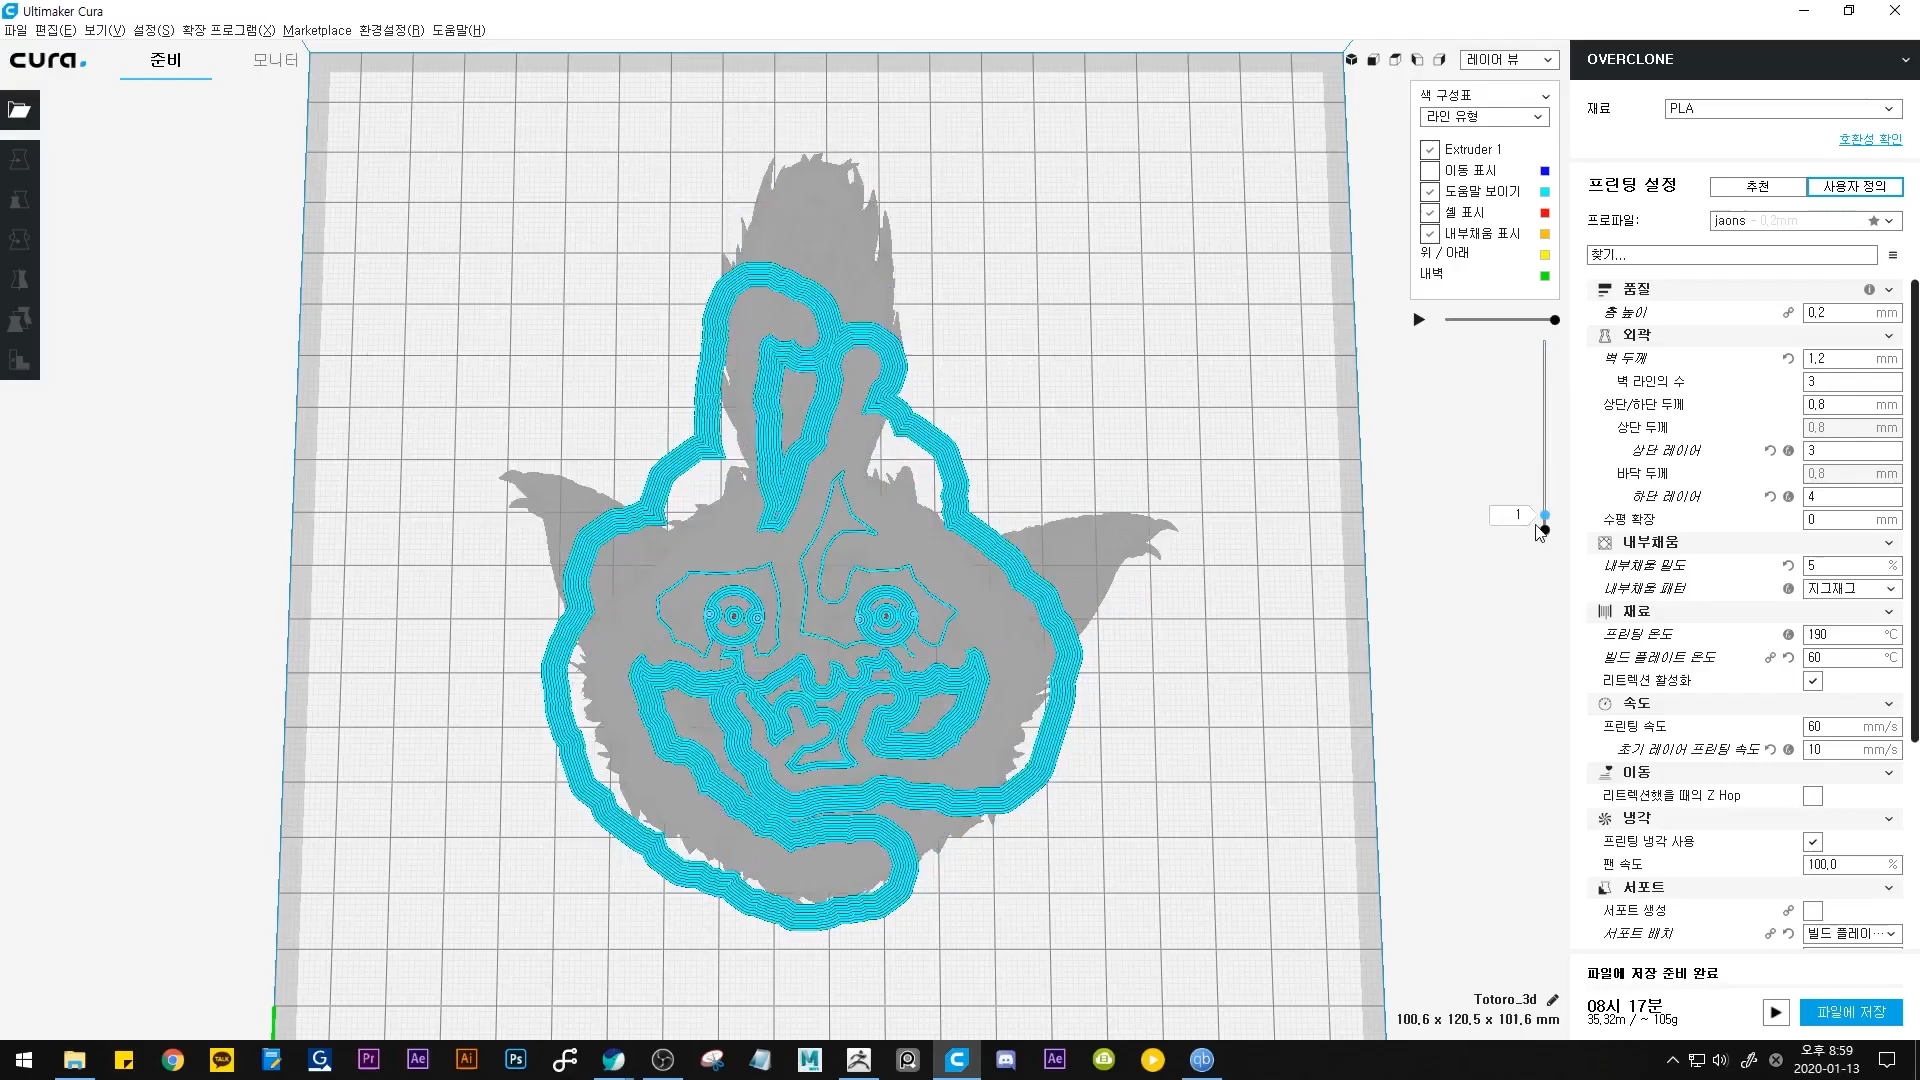 Ultimaker Cura
파일 편집(E) 보기(V) 설정(S) 확장 프로그램(X) Marketplace 환경설정(R) 도움말(H)
cura. 준비 모니터
레이어 뷰
OVERCLONE
색 구성표
라인 유형
Extruder 1
이동 표시
도움말 보이기
셸 표시
내부채움 표시
위 / 아래
내벽
1
재료 PLA
호환성 확인
프린팅 설정 추천 사용자 정의
프로파일: jaons - 0,2mm
찾기...
품질
층 높이 0,2 mm
외곽
벽 두께 1,2 mm
벽 라인의 수 3
상단/하단 두께 0,8 mm
상단 두께 0,8 mm
상단 레이어 3
바닥 두께 0,8 mm
하단 레이어 4
수평 확장 0 mm
내부채움
내부채움 밀도 5 %
내부채움 패턴 지그재그
재료
프린팅 온도 190 °C
빌드 플레이트 온도 60 °C
리트렉션 활성화
속도
프린팅 속도 60 mm/s
초기 레이어 프린팅 속도 10 mm/s
이동
리트렉션했을 때의 Z Hop
냉각
프린팅 냉각 사용
팬 속도 100,0 %
서포트
서포트 생성
서포트 배치 빌드 플레이…
파일에 저장 준비 완료
08시 17분
35,32m / ~ 105g
파일에 저장
Totoro_3d
100,6 x 120,5 x 101,6 mm
TALK
G
Pr
Ae
Ai
Ps
M
C
Ae
qb
오후 8:59
2020-01-13